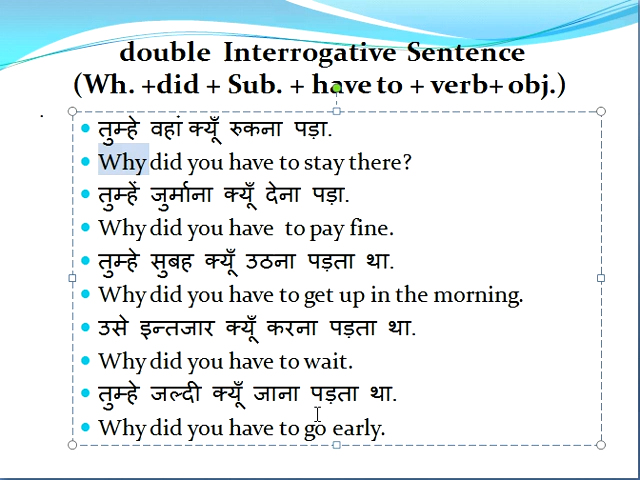 double Interrogative Sentence
(Wh. +did + Sub. + have to + verb+ obj.)
.
तुम्हे वहां क्यूँ रुकना पड़ा.
Why did you have to stay there?
तुम्हें जुर्माना क्यूँ देना पड़ा.
Why did you have to pay fine.
तुम्हे सुबह क्यूँ उठना पड़ता था.
Why did you have to get up in the morning.
उसे इन्तजार क्यूँ करना पड़ता था.
Why did you have to wait.
तुम्हे जल्दी क्यूँ जाना पड़ता था.
Why did you have to go early.